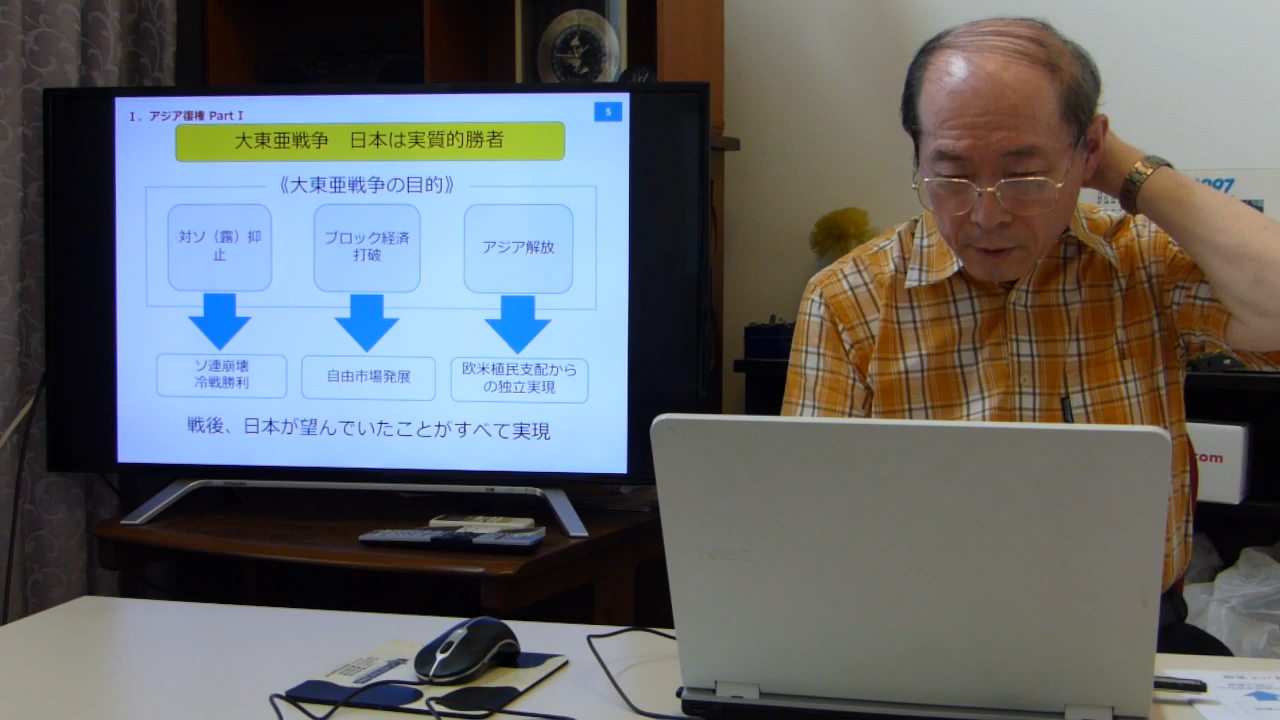 Ⅰ．アジア復権 Part Ⅰ
5
大東亜戦争　日本は実質的勝者
《大東亜戦争の目的》
対ソ（露）抑
止
ブロック経済
打破
アジア解放
ソ連崩壊
冷戦勝利
自由市場発展
欧米植民支配から
の独立実現
戦後、日本が望んでいたことがすべて実現
.com